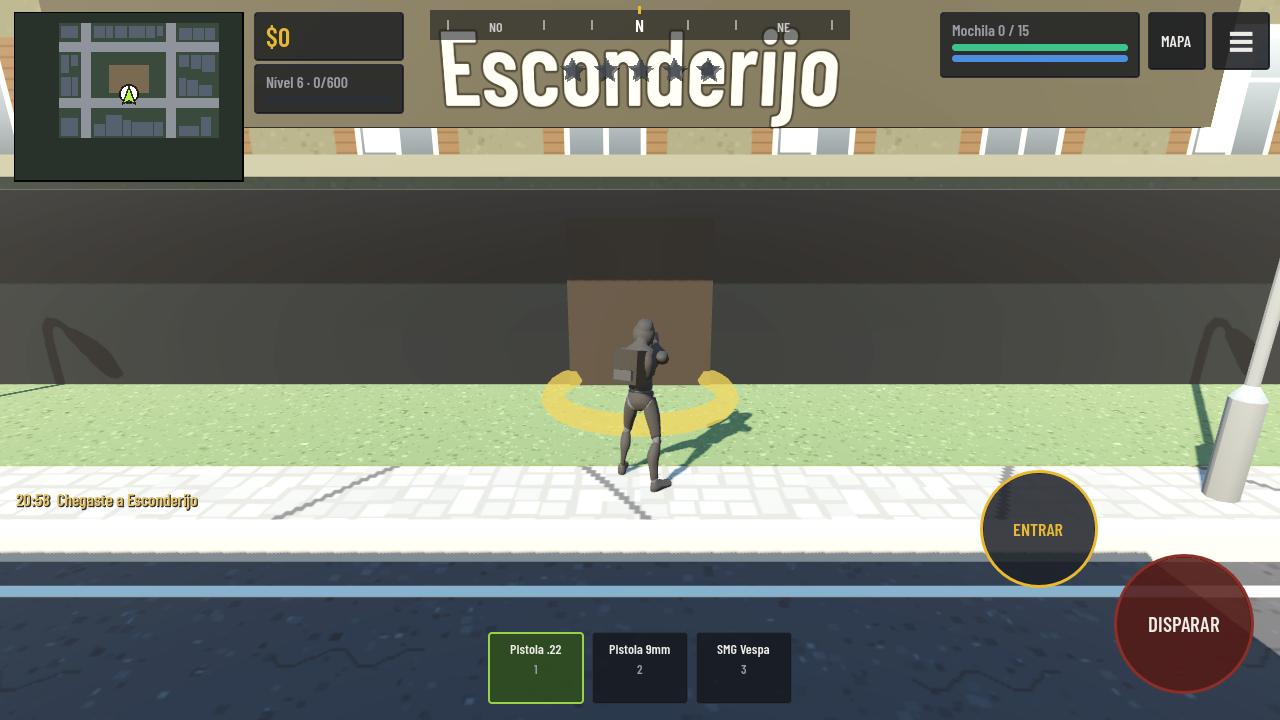 $0
Nível 6 · 0/600
NO
N
NE
Esconderijo
Mochila 0 / 15
MAPA
20:58 Chegaste a Esconderijo
ENTRAR
DISPARAR
Pistola .22
1
Pistola 9mm
2
SMG Vespa
3